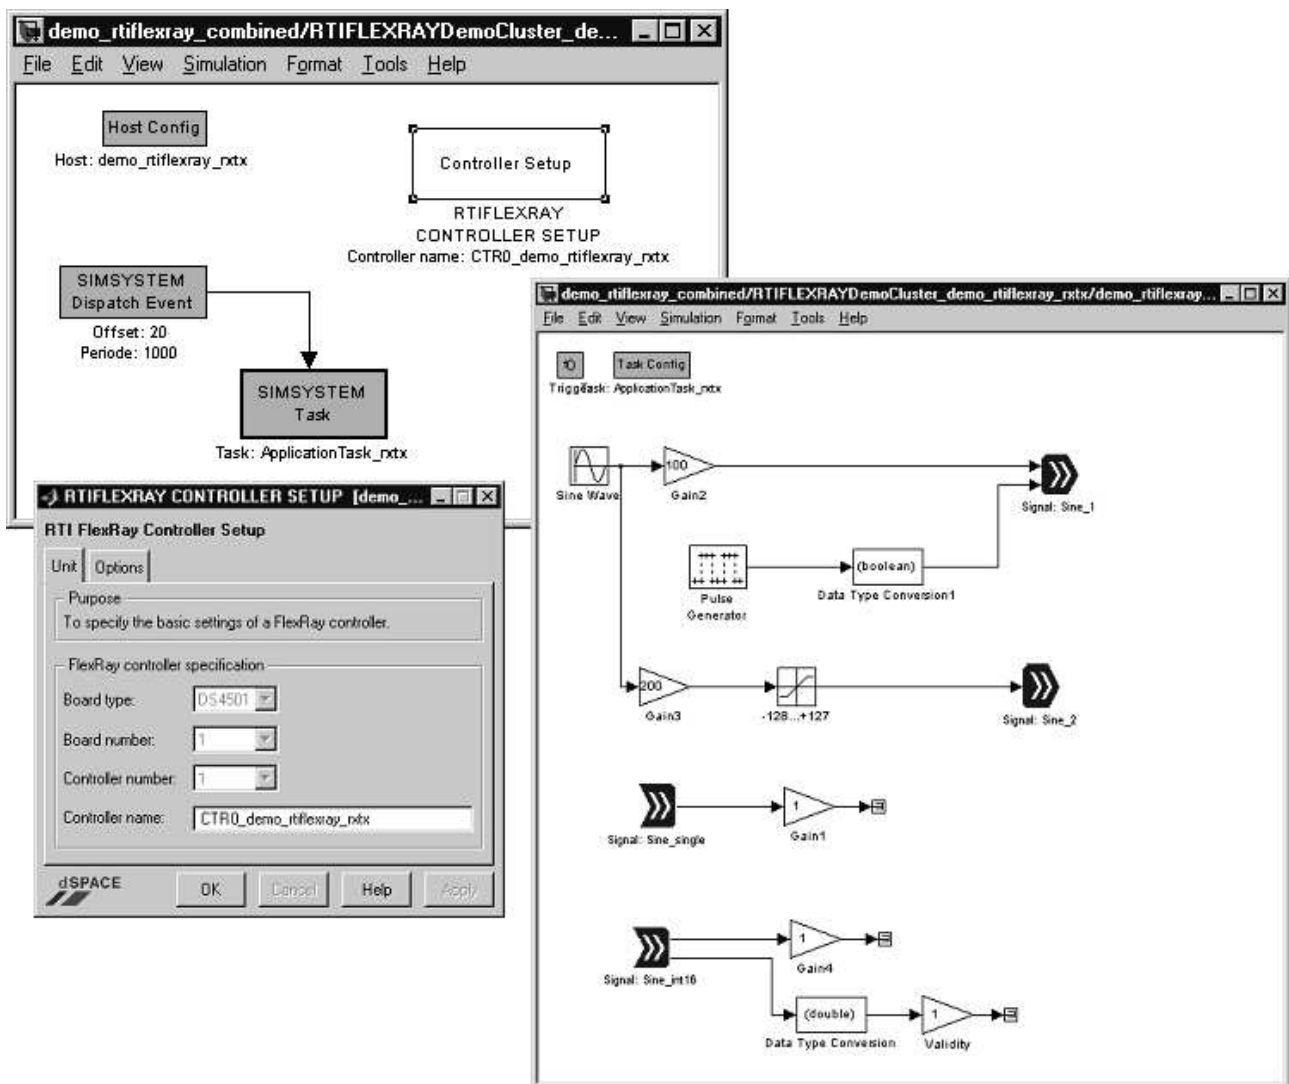 demo_rtiflexray_combined/RTIFLEXRAYDemoCluster_de...
File Edit View Simulation Format Tools Help
Host Config
Host: demo_rtiflexray_rxtx
Controller Setup
RTIFLEXRAY
CONTROLLER SETUP
Controller name: CTR0_demo_rtiflexray_rxtx
SIMSYSTEM
Dispatch Event
Offset: 20
Periode: 1000
SIMSYSTEM
Task
Task: ApplicationTask_rxtx
RTIFLEXRAY CONTROLLER SETUP [demo_...
RTI FlexRay Controller Setup
Unit Options
Purpose
To specify the basic settings of a FlexRay controller.
FlexRay controller specification
Board type: DS4501
Board number: 1
Controller number: 1
Controller name: CTR0_demo_rtiflexray_rxtx
dSPACE
OK Cancel Help Apply
demo_rtiflexray_combined/RTIFLEXRAYDemoCluster_demo_rtiflexray_rxtx/demo_rtiflexray...
File Edit View Simulation Format Tools Help
Task Config
Task: ApplicationTask_rxtx
Sine Wave
100
Gain2
Signal: Sine_1
Pulse
Generator
(boolean)
Data Type Conversion1
200
Gain3
-128...+127
Signal: Sine_2
Signal: Sine_single
1
Gain1
Signal: Sine_int16
1
Gain4
(double)
Data Type Conversion
1
Validity